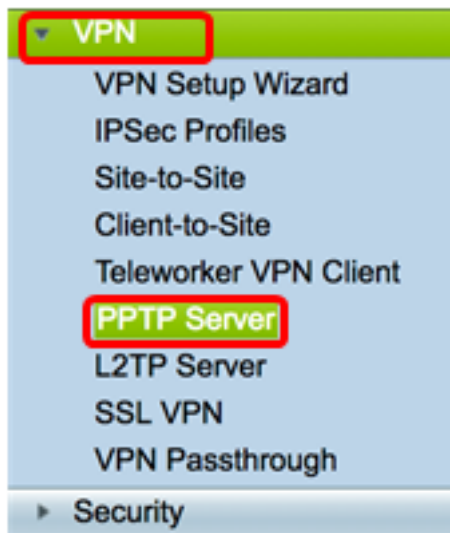 VPN
VPN Setup Wizard
IPSec Profiles
Site-to-Site
Client-to-Site
Teleworker VPN Client
PPTP Server
L2TP Server
SSL VPN
VPN Passthrough
Security